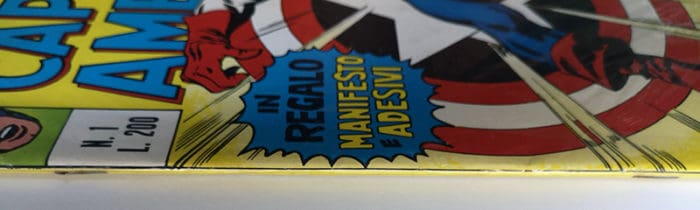 CAP
AME
N. 1
L. 200
IN
REGALO
MANIFESTO
E ADESIVI